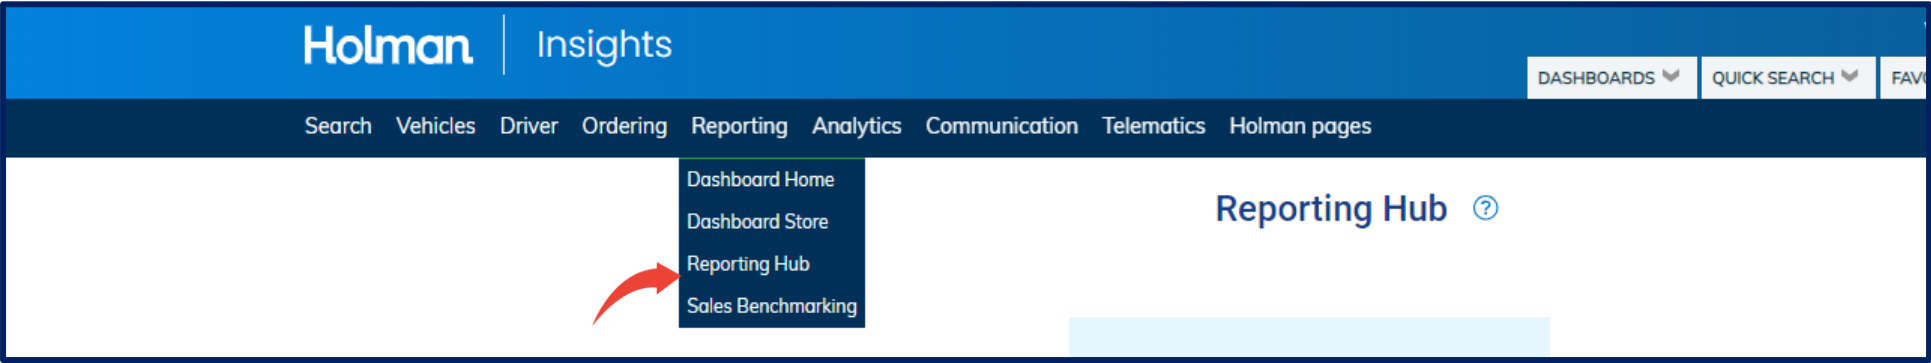 Holman | Insights
DASHBOARDS QUICK SEARCH
Search Vehicles Driver Ordering Reporting Analytics Communication Telematics Holman pages
Dashboard Home
Dashboard Store
Reporting Hub
Sales Benchmarking
Reporting Hub ?